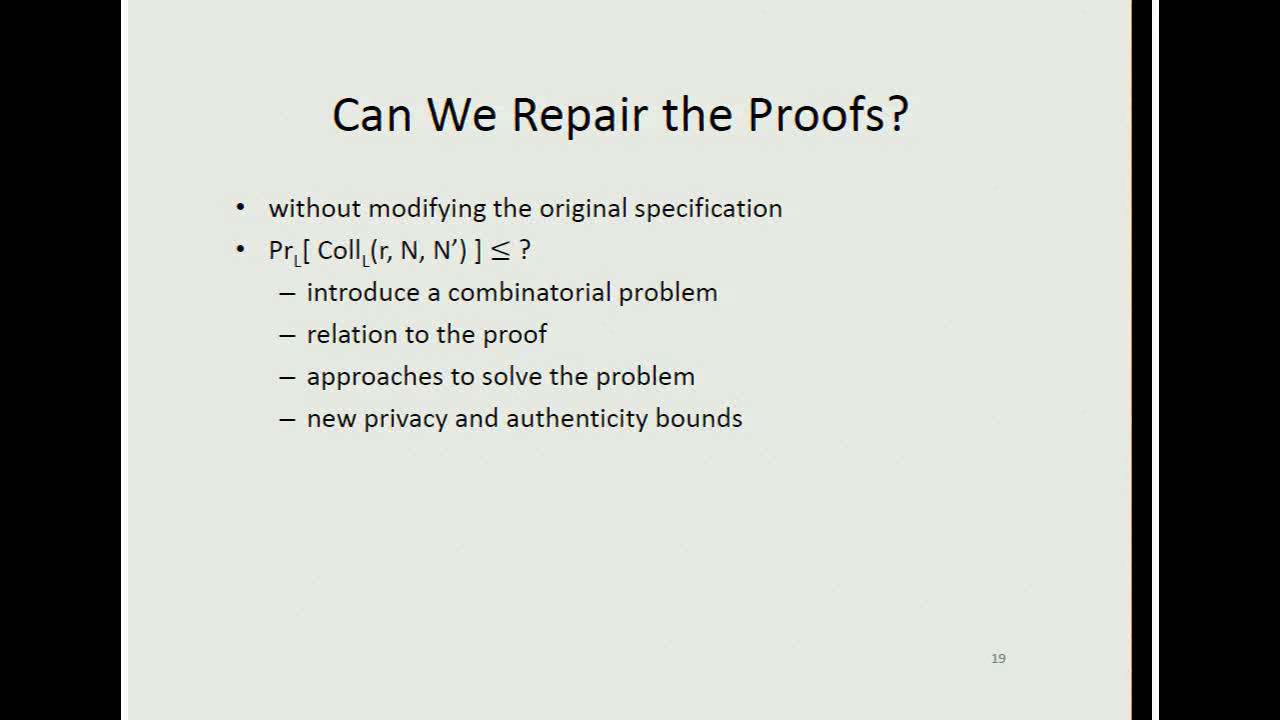 Can We Repair the Proofs?
• without modifying the original specification
• Pr_L[ Coll_L(r, N, N’) ] ≤ ?
– introduce a combinatorial problem
– relation to the proof
– approaches to solve the problem
– new privacy and authenticity bounds
19